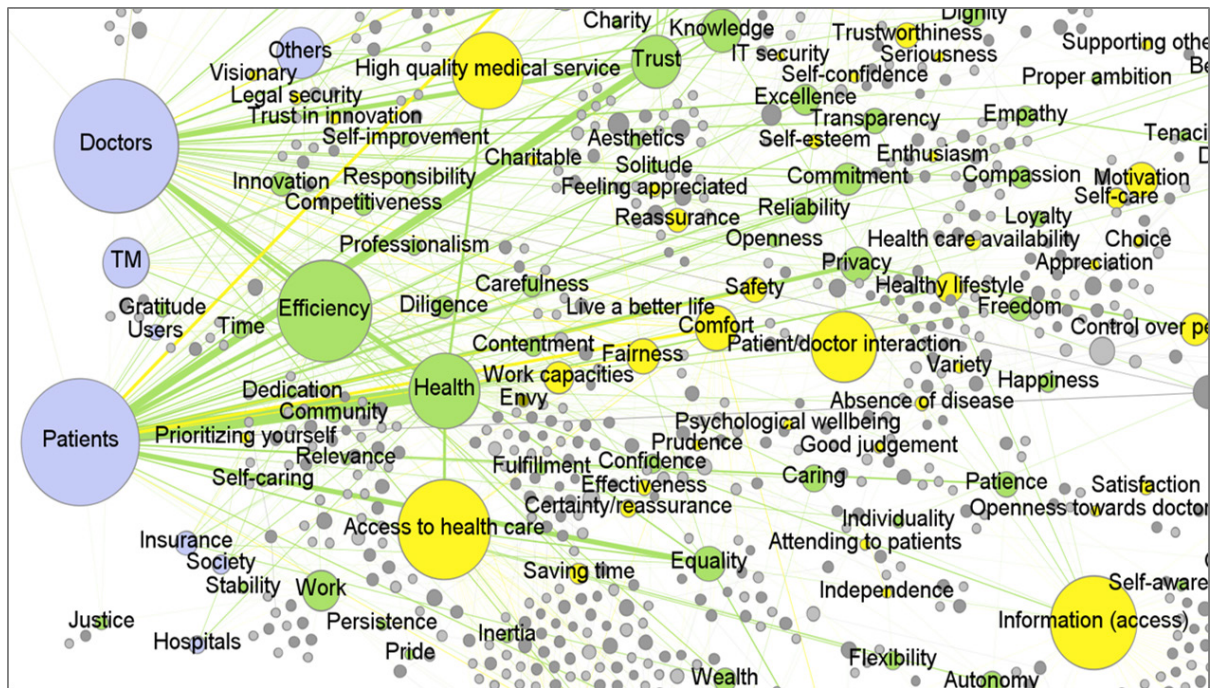 Charity
Knowledge
Dignity
Others
Trustworthiness
IT security
Seriousness
Supporting othe
Visionary
High quality medical service
Trust
Be
Self-confidence
Proper ambition
Legal security
Excellence
Trust in innovation
Transparency
Empathy
Doctors
Self-improvement
Aesthetics
Self-esteem
Tenaci
Charitable
Solitude
Enthusiasm
D
Innovation
Responsibility
Feeling appreciated
Commitment
Compassion
Motivation
Self-care
Competitiveness
Reassurance
Reliability
Loyalty
Professionalism
Openness
Health care availability
Choice
TM
Privacy
Appreciation
Carefulness
Safety
Healthy lifestyle
Gratitude
Efficiency
Diligence
Live a better life
Freedom
Users
Time
Comfort
Control over pe
Contentment
Fairness
Patient/doctor interaction
Work capacities
Variety
Dedication
Health
Envy
Happiness
Community
Absence of disease
Patients
Prioritizing yourself
Psychological wellbeing
Prudence
Good judgement
Relevance
Fulfillment
Confidence
Self-caring
Effectiveness
Caring
Patience
Satisfaction
Certainty/reassurance
Openness towards doctor
Access to health care
Individuality
Insurance
Attending to patients
Society
Equality
Stability
Work
Saving time
Independence
Self-aware
Justice
Persistence
Information (access)
Hospitals
Inertia
Pride
Flexibility
Wealth
Autonomy